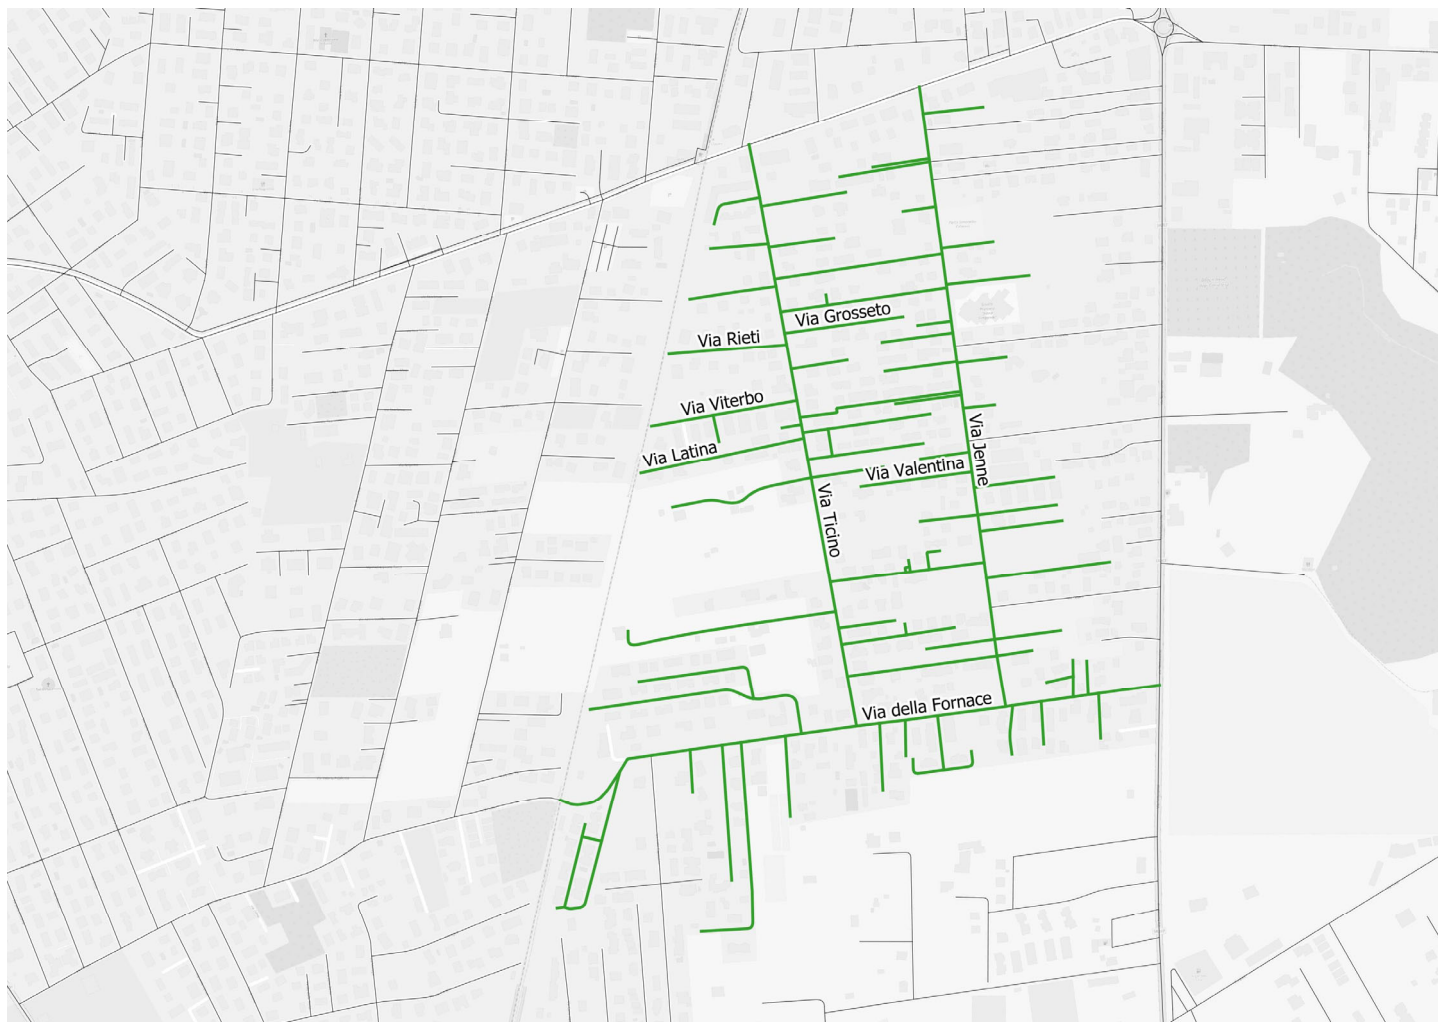 Via Grosseto
Via Rieti
Via Viterbo
Via Latina
Via Jenne
Via Valentina
Via Ticino
Via della Fornace